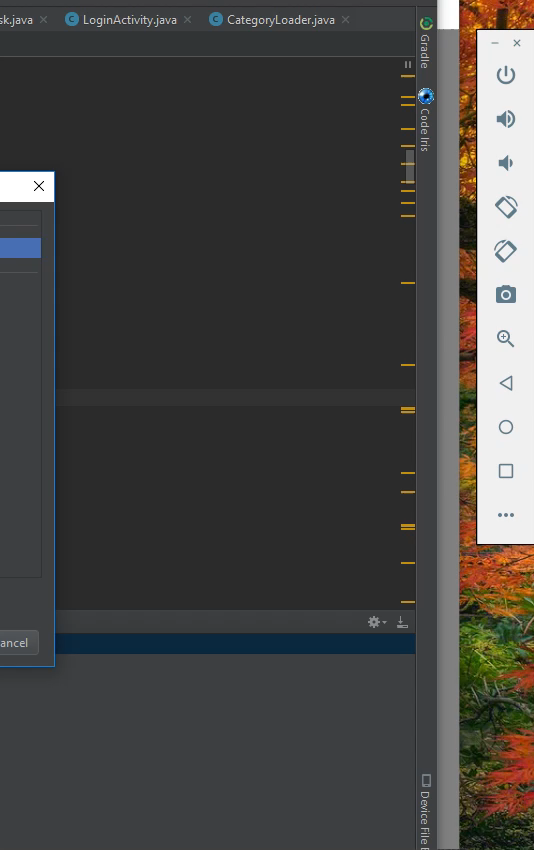 sk.java
LoginActivity.java
CategoryLoader.java
Gradle
Code Iris
ancel
Device File E